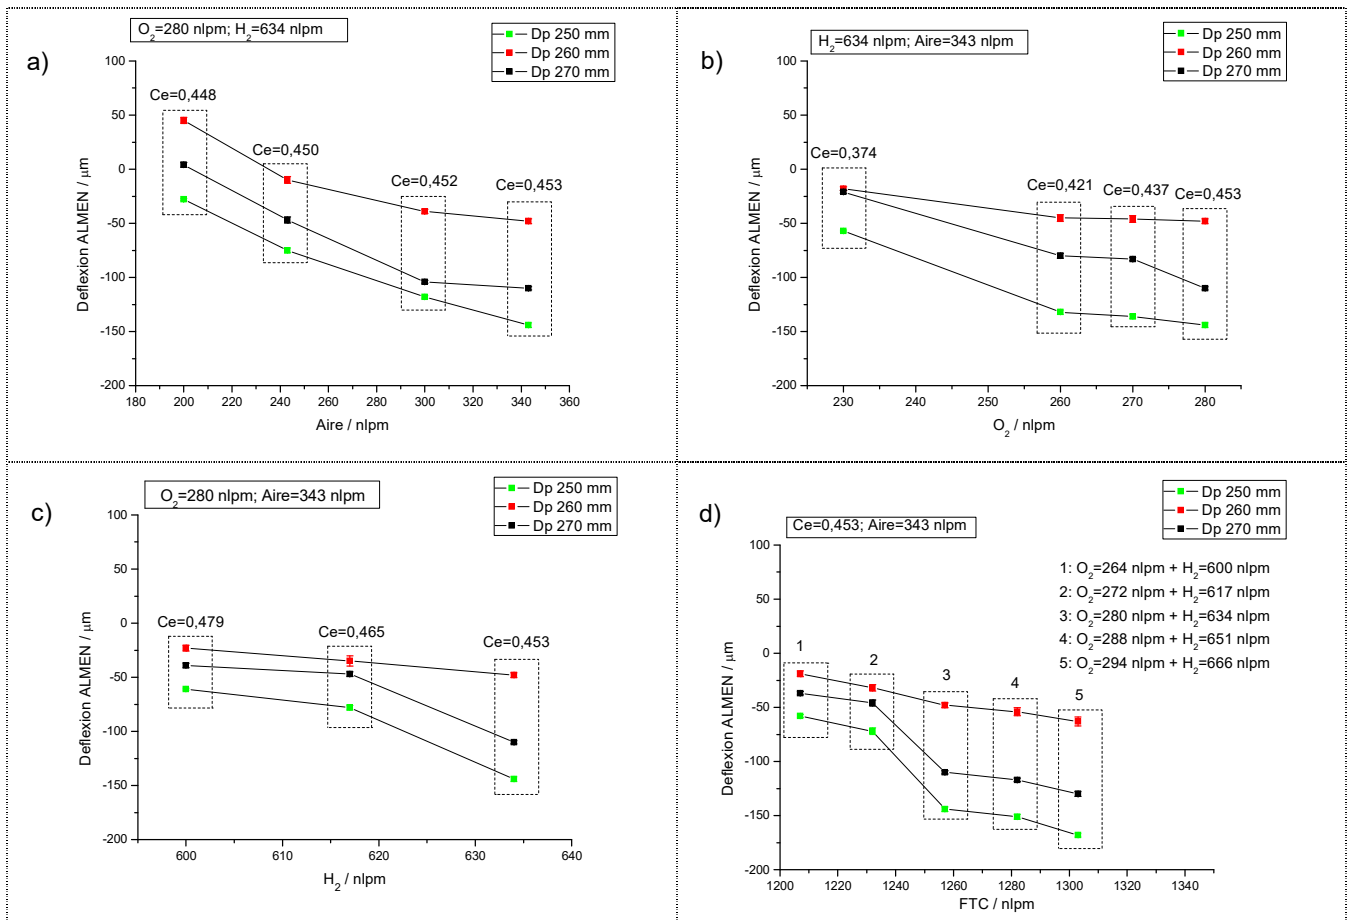 a)
O₂=280 nlpm; H₂=634 nlpm
Dp 250 mm
Dp 260 mm
Dp 270 mm
Ce=0,448
Ce=0,450
Ce=0,452
Ce=0,453
100
50
0
-50
-100
-150
-200
Deflexion ALMEN / μm
180 200 220 240 260 280 300 320 340 360
Aire / nlpm
b)
H₂=634 nlpm; Aire=343 nlpm
Dp 250 mm
Dp 260 mm
Dp 270 mm
Ce=0,374
Ce=0,421
Ce=0,437
Ce=0,453
100
50
0
-50
-100
-150
-200
Deflexion ALMEN / μm
230 240 250 260 270 280
O₂ / nlpm
c)
O₂=280 nlpm; Aire=343 nlpm
Dp 250 mm
Dp 260 mm
Dp 270 mm
Ce=0,479
Ce=0,465
Ce=0,453
100
50
0
-50
-100
-150
-200
Deflexion ALMEN / μm
600 610 620 630 640
H₂ / nlpm
d)
Ce=0,453; Aire=343 nlpm
Dp 250 mm
Dp 260 mm
Dp 270 mm
1: O₂=264 nlpm + H₂=600 nlpm
2: O₂=272 nlpm + H₂=617 nlpm
3: O₂=280 nlpm + H₂=634 nlpm
4: O₂=288 nlpm + H₂=651 nlpm
5: O₂=294 nlpm + H₂=666 nlpm
1
2
3
4
5
100
50
0
-50
-100
-150
-200
Deflexion ALMEN / μm
1200 1220 1240 1260 1280 1300 1320 1340
FTC / nlpm